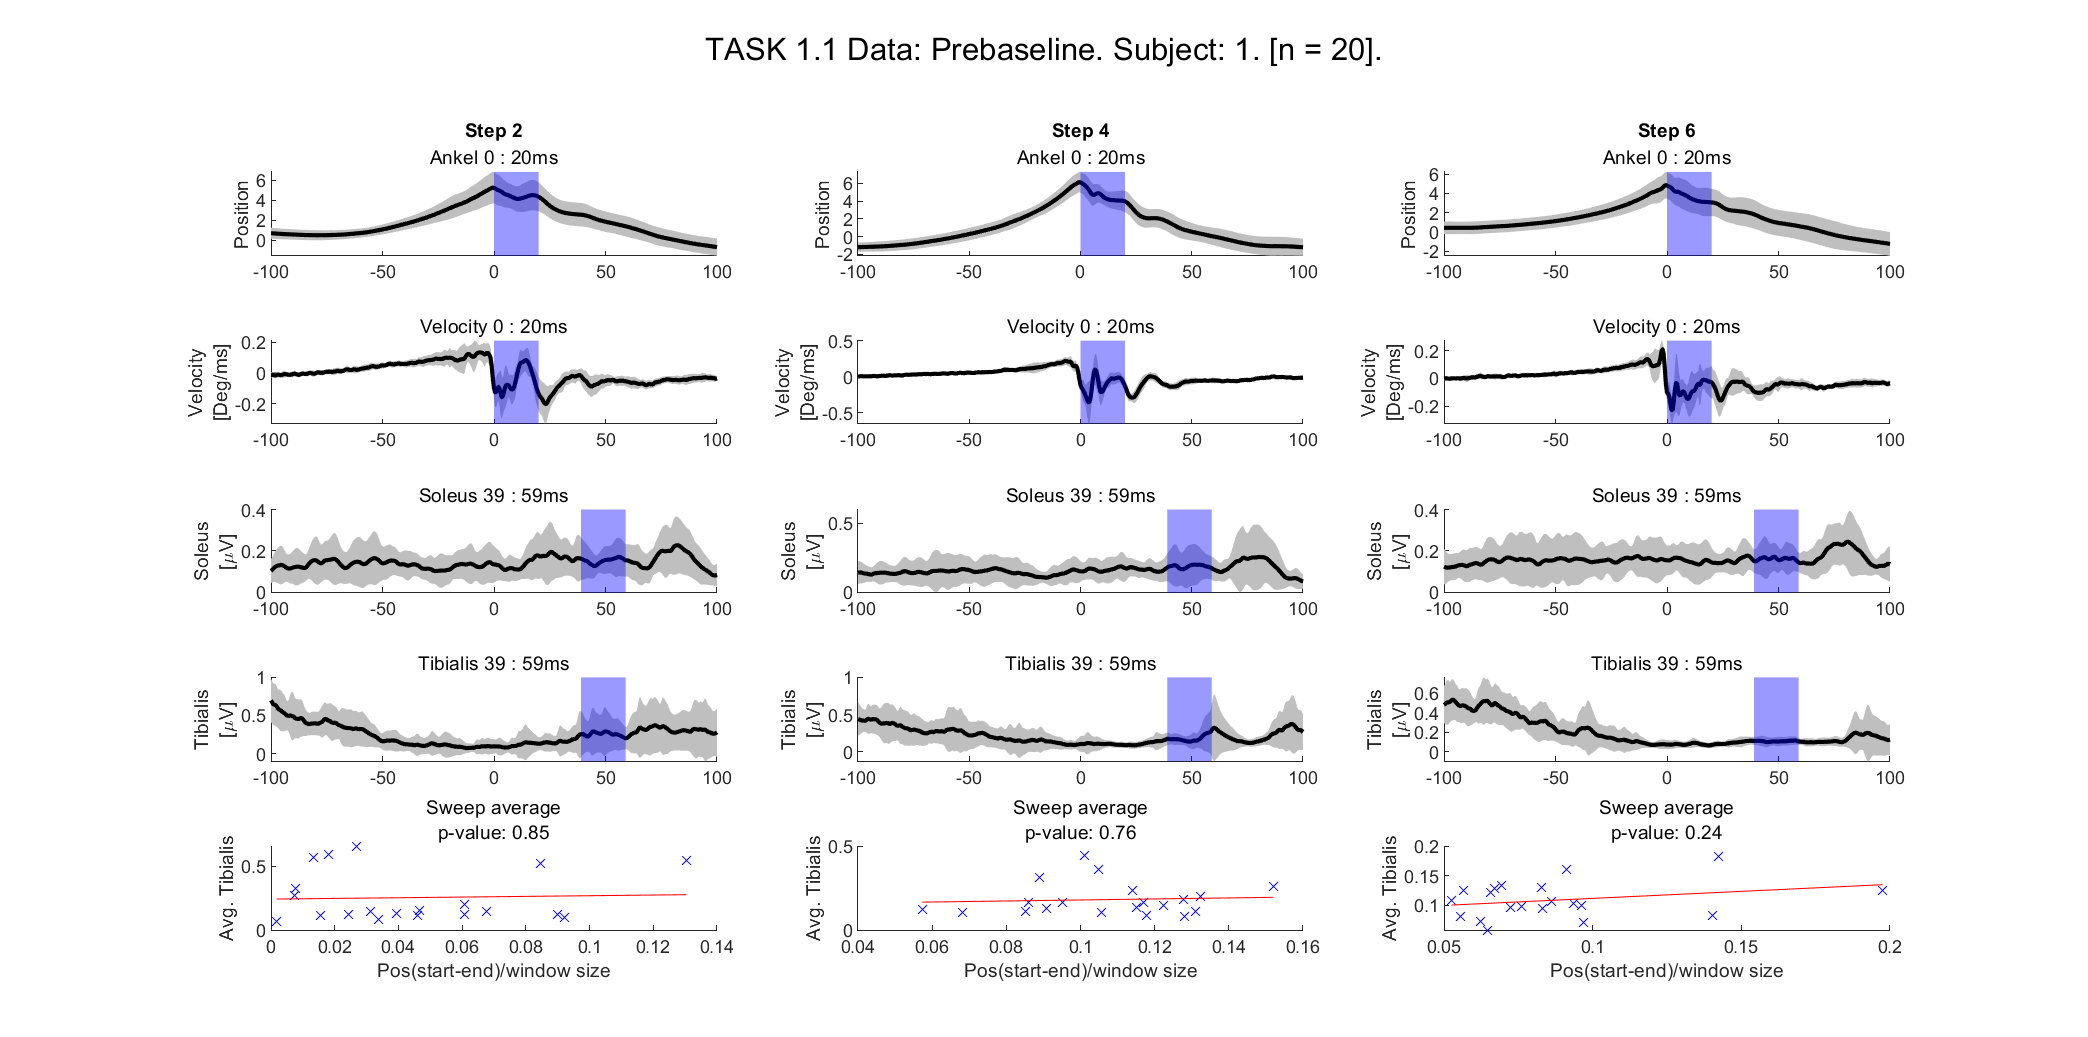 TASK 1.1 Data: Prebaseline. Subject: 1. [n = 20].
Step 2
Ankel 0 : 20ms
Position
6
4
2
0
-100 -50 0 50 100
Step 4
Ankel 0 : 20ms
Position
6
4
2
0
-2
-100 -50 0 50 100
Step 6
Ankel 0 : 20ms
Position
6
4
2
0
-2
-100 -50 0 50 100
Velocity 0 : 20ms
Velocity
[Deg/ms]
0.2
0
-0.2
-100 -50 0 50 100
Velocity 0 : 20ms
Velocity
[Deg/ms]
0.5
0
-0.5
-100 -50 0 50 100
Velocity 0 : 20ms
Velocity
[Deg/ms]
0.2
0
-0.2
-100 -50 0 50 100
Soleus 39 : 59ms
Soleus
[μV]
0.4
0.2
0
-100 -50 0 50 100
Soleus 39 : 59ms
Soleus
[μV]
0.5
0
-100 -50 0 50 100
Soleus 39 : 59ms
Soleus
[μV]
0.4
0.2
0
-100 -50 0 50 100
Tibialis 39 : 59ms
Tibialis
[μV]
1
0.5
0
-100 -50 0 50 100
Tibialis 39 : 59ms
Tibialis
[μV]
1
0.5
0
-100 -50 0 50 100
Tibialis 39 : 59ms
Tibialis
[μV]
0.6
0.4
0.2
0
-100 -50 0 50 100
Sweep average
p-value: 0.85
Avg. Tibialis
0.5
0
0 0.02 0.04 0.06 0.08 0.1 0.12 0.14
Pos(start-end)/window size
Sweep average
p-value: 0.76
Avg. Tibialis
0.5
0
0.04 0.06 0.08 0.1 0.12 0.14 0.16
Pos(start-end)/window size
Sweep average
p-value: 0.24
Avg. Tibialis
0.2
0.15
0.1
0.05 0.1 0.15 0.2
Pos(start-end)/window size